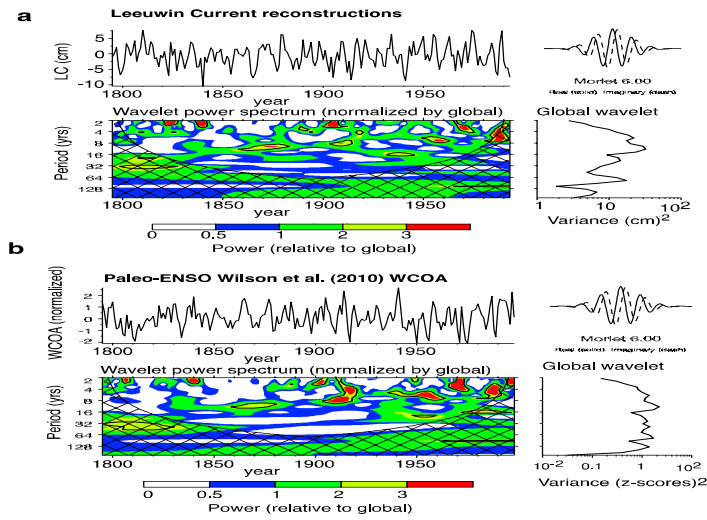 a
Leeuwin Current reconstructions
LC (cm)
5
0
-5
-10
1800 1850 1900 1950
year
Morlet 6.00
Real (solid) Imaginary (dash)
Wavelet power spectrum (normalized by global)
Global wavelet
Period (yrs)
2
4
8
16
32
64
128
1800 1850 1900 1950
year
1 10 102
Variance (cm)2
0 0.5 1 2 3
Power (relative to global)
b
Paleo-ENSO Wilson et al. (2010) WCOA
WCOA (normalized)
2
1
0
-1
-2
1800 1850 1900 1950
year
Morlet 6.00
Real (solid) Imaginary (dash)
Wavelet power spectrum (normalized by global)
Global wavelet
Period (yrs)
2
4
8
16
32
64
128
1800 1850 1900 1950
year
10-2 0.1 1 10 102
Variance (z-scores)2
0 0.5 1 2 3
Power (relative to global)